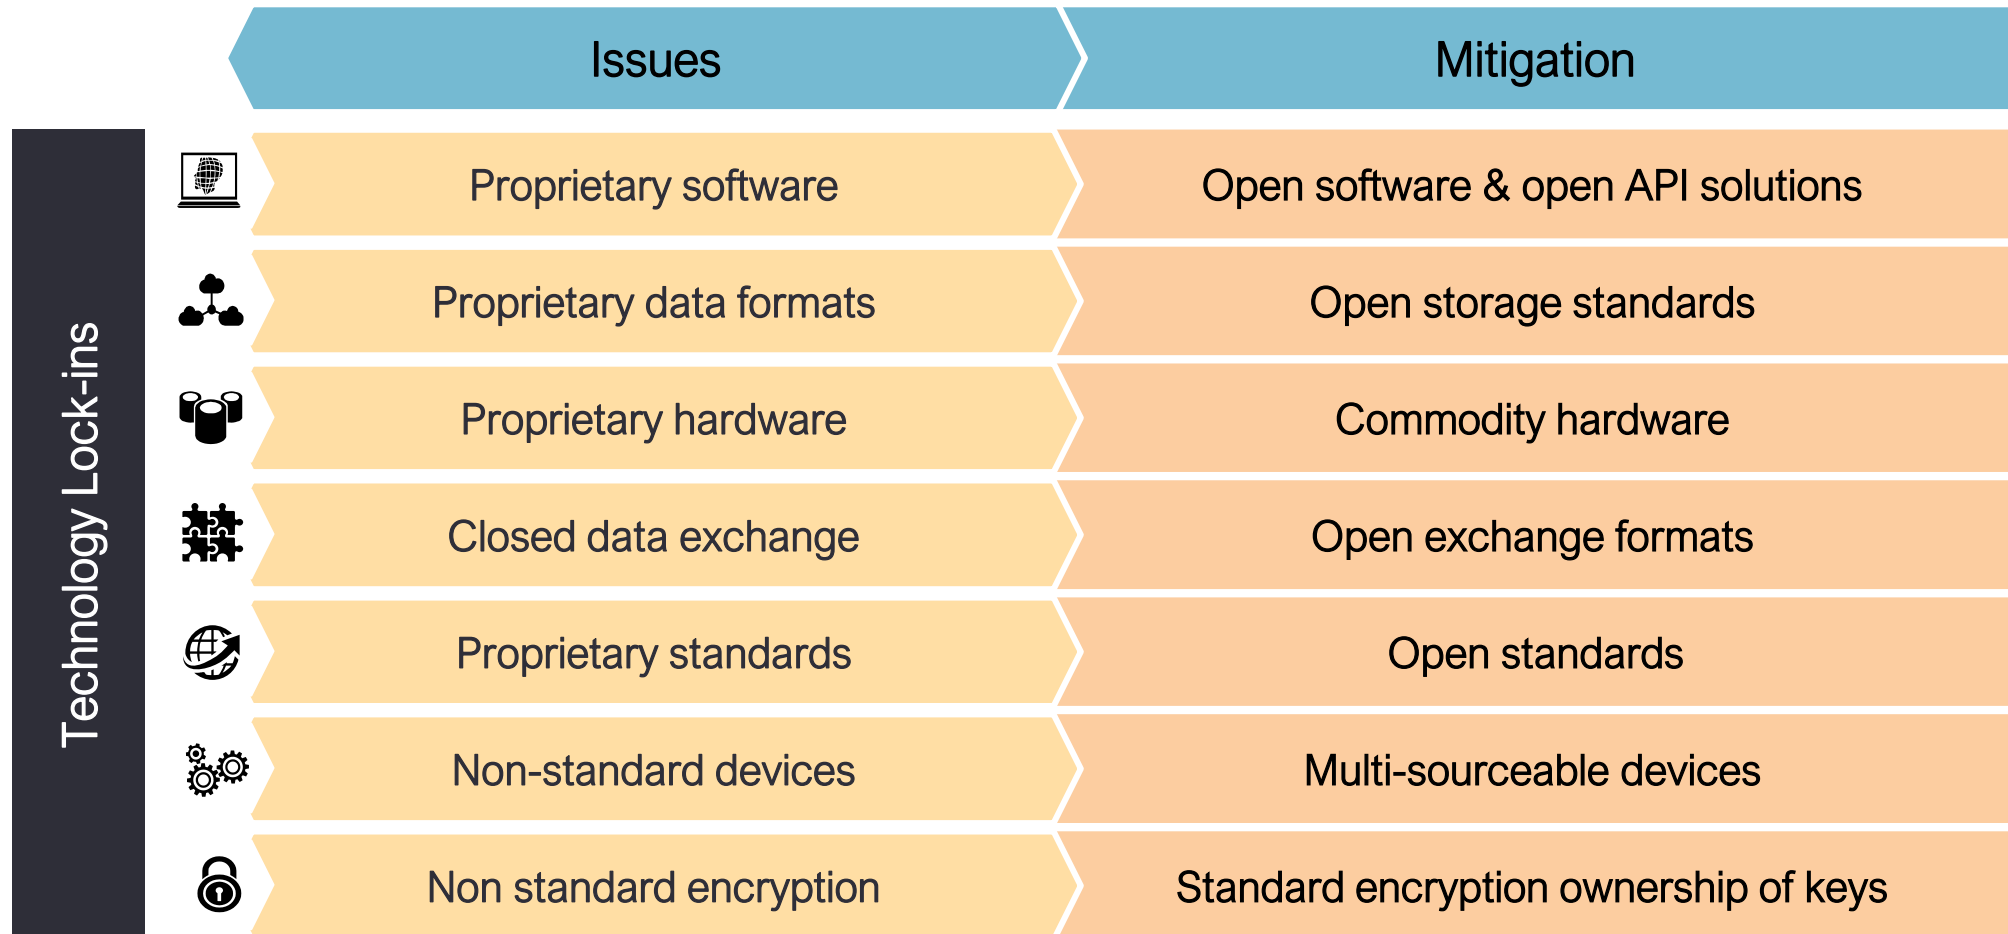 Issues
Mitigation
Technology Lock-ins
Proprietary software
Open software & open API solutions
Proprietary data formats
Open storage standards
Proprietary hardware
Commodity hardware
Closed data exchange
Open exchange formats
Proprietary standards
Open standards
Non-standard devices
Multi-sourceable devices
Non standard encryption
Standard encryption ownership of keys